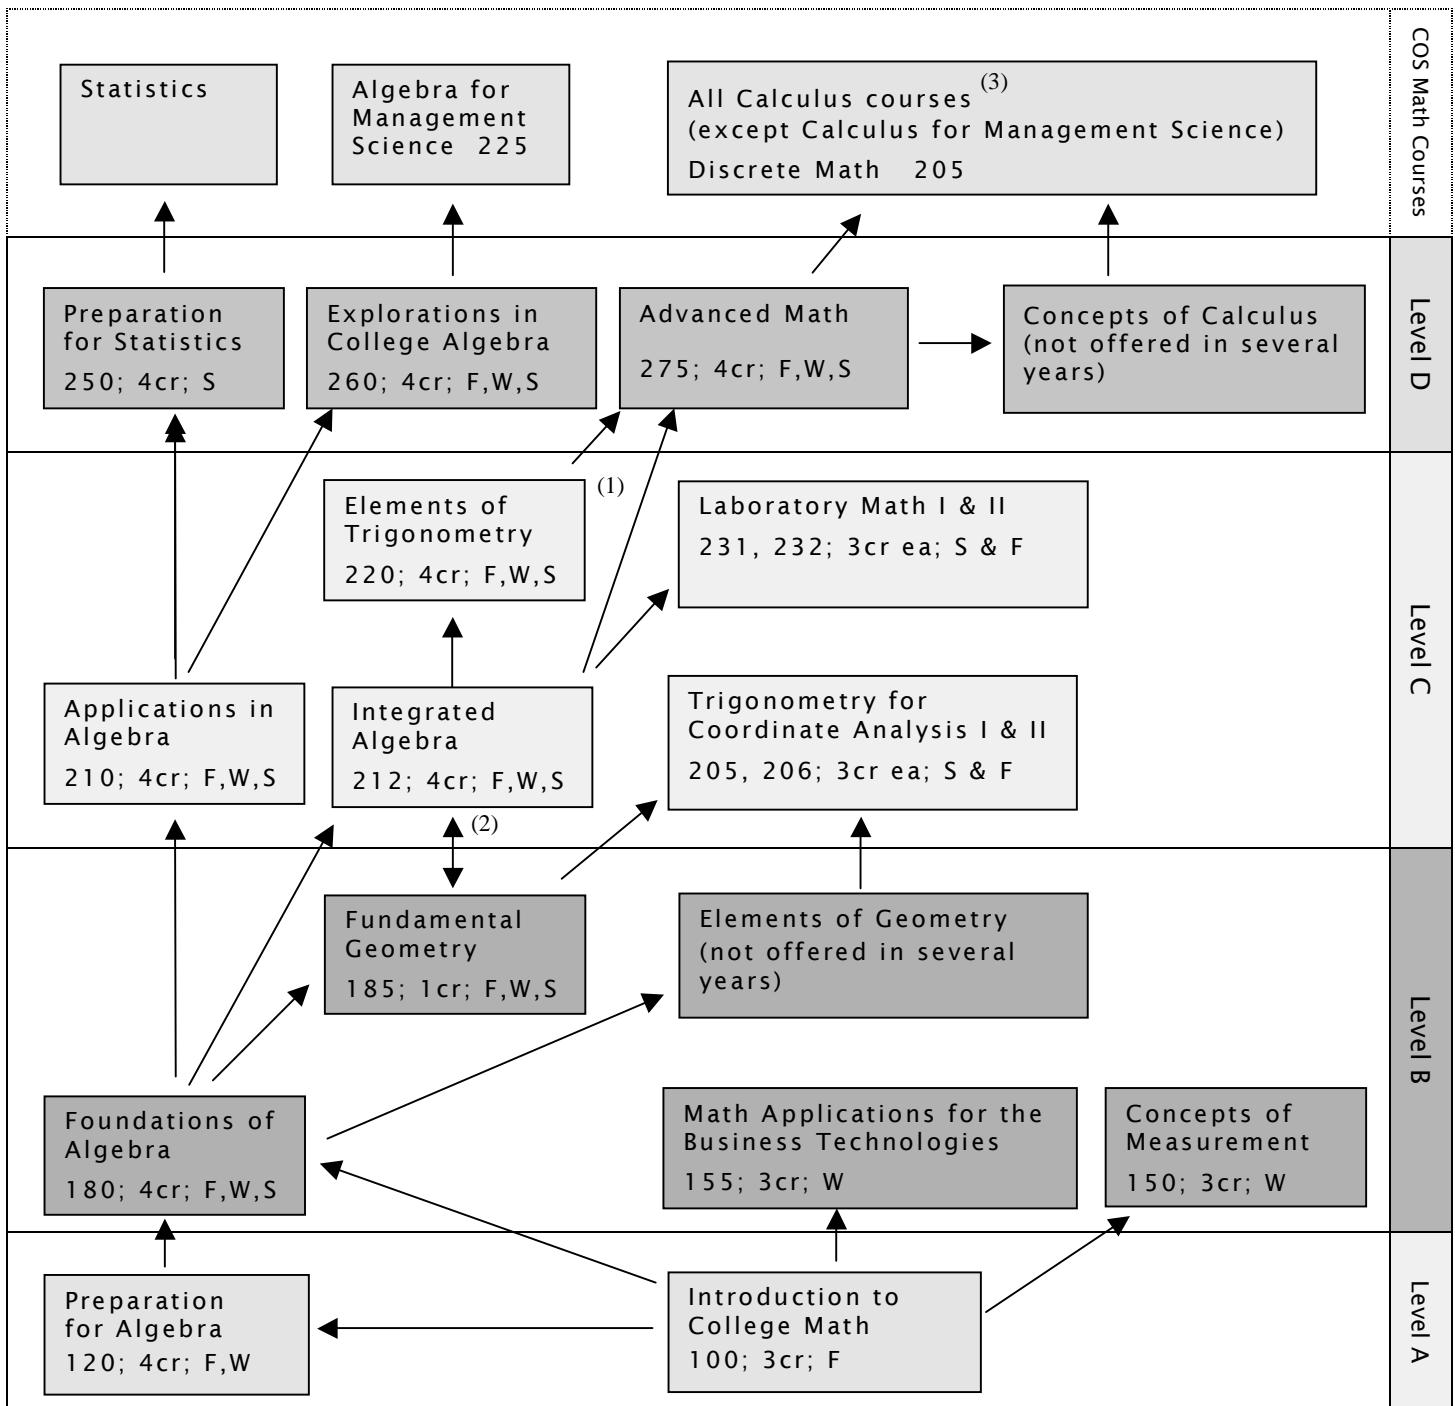 Statistics
Algebra for
Management
Science 225
All Calculus courses (3)
(except Calculus for Management Science)
Discrete Math 205
COS Math Courses
Preparation
for Statistics
250; 4cr; S
Explorations in
College Algebra
260; 4cr; F,W,S
Advanced Math
275; 4cr; F,W,S
Concepts of Calculus
(not offered in several
years)
Level D
Elements of
Trigonometry
220; 4cr; F,W,S
(1)
Laboratory Math I & II
231, 232; 3cr ea; S & F
Applications in
Algebra
210; 4cr; F,W,S
Integrated
Algebra
212; 4cr; F,W,S
Trigonometry for
Coordinate Analysis I & II
205, 206; 3cr ea; S & F
Level C
(2)
Fundamental
Geometry
185; 1cr; F,W,S
Elements of Geometry
(not offered in several
years)
Foundations of
Algebra
180; 4cr; F,W,S
Math Applications for the
Business Technologies
155; 3cr; W
Concepts of
Measurement
150; 3cr; W
Level B
Preparation
for Algebra
120; 4cr; F,W
Introduction to
College Math
100; 3cr; F
Level A